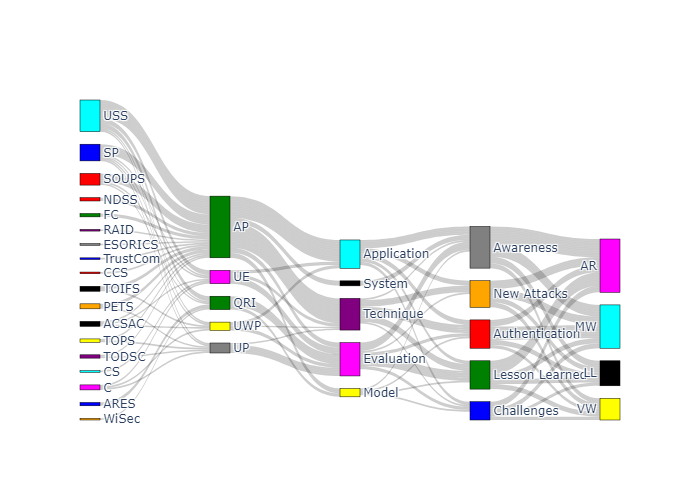 USS
SP
SOUPS
NDSS
FC
RAID
ESORICS
TrustCom
CCS
TOIFS
PETS
ACSAC
TOPS
TODSC
CS
C
ARES
WiSec
AP
UE
QRI
UWP
UP
Application
System
Technique
Evaluation
Model
Awareness
New Attacks
Authentication
Lesson Learned
Challenges
AR
MW
LL
VW